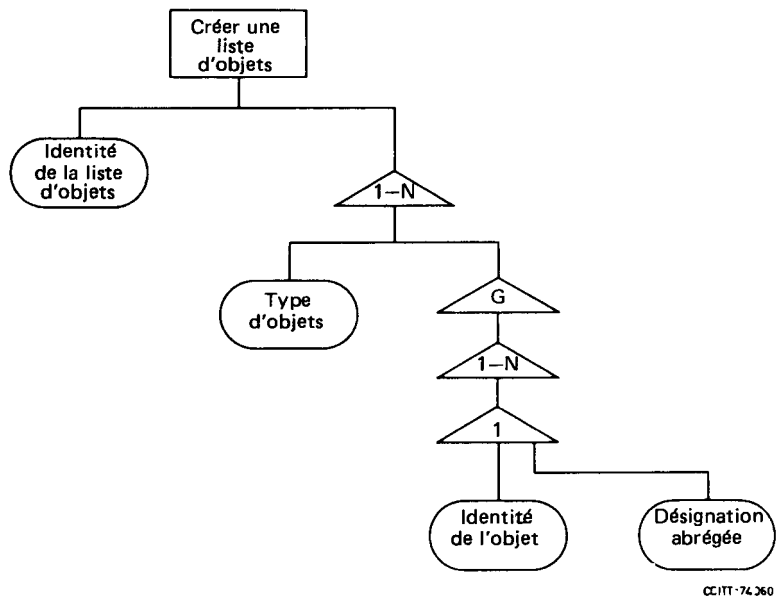 Créer une
liste
d'objets
Identité
de la liste
d'objets
1–N
Type
d'objets
G
1–N
1
Identité
de l'objet
Désignation
abrégée